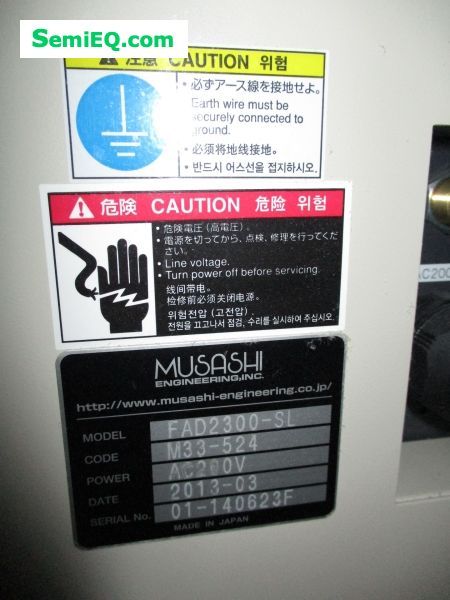 SemiEQ.com
注意 CAUTION 위험
・必ずアース線を接地せよ。
Earth wire must be
securely connected to
ground.
・必须将地线接地。
・반드시 어스선을 접지하시오.
危険 CAUTION 危险 위험
・危険電圧(高電圧)。
・電源を切ってから、点検、修理を行ってくだ
さい。
・Line voltage.
・Turn power off before servicing.
线间带电。
检修前必须关闭电源。
위험전압 (고전압).
전원을 끄고나서 점검, 수리를 실시하여 주십시오.
AC200
MUSASHI
ENGINEERING,INC.
http://www.musashi-engineering.co.jp/
MODEL FAD2300-SL
CODE M33-524
POWER AC200V
DATE 2013-03
SERIAL No. 01-140623F
MADE IN JAPAN